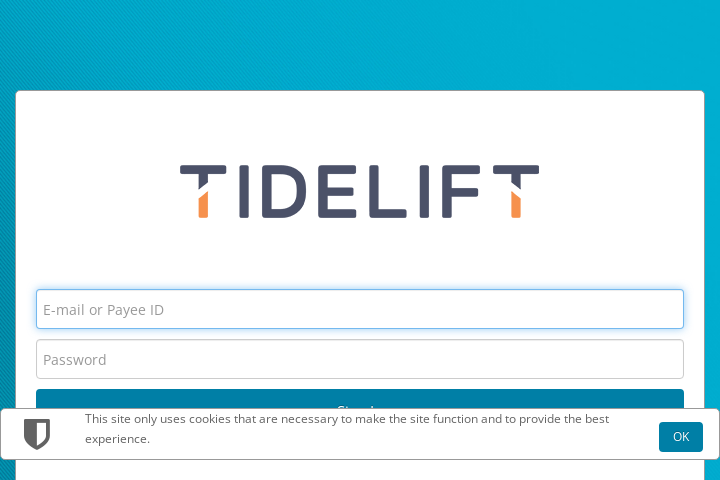 TIDELIFT
E-mail or Payee ID
Password
This site only uses cookies that are necessary to make the site function and to provide the best
experience.
OK